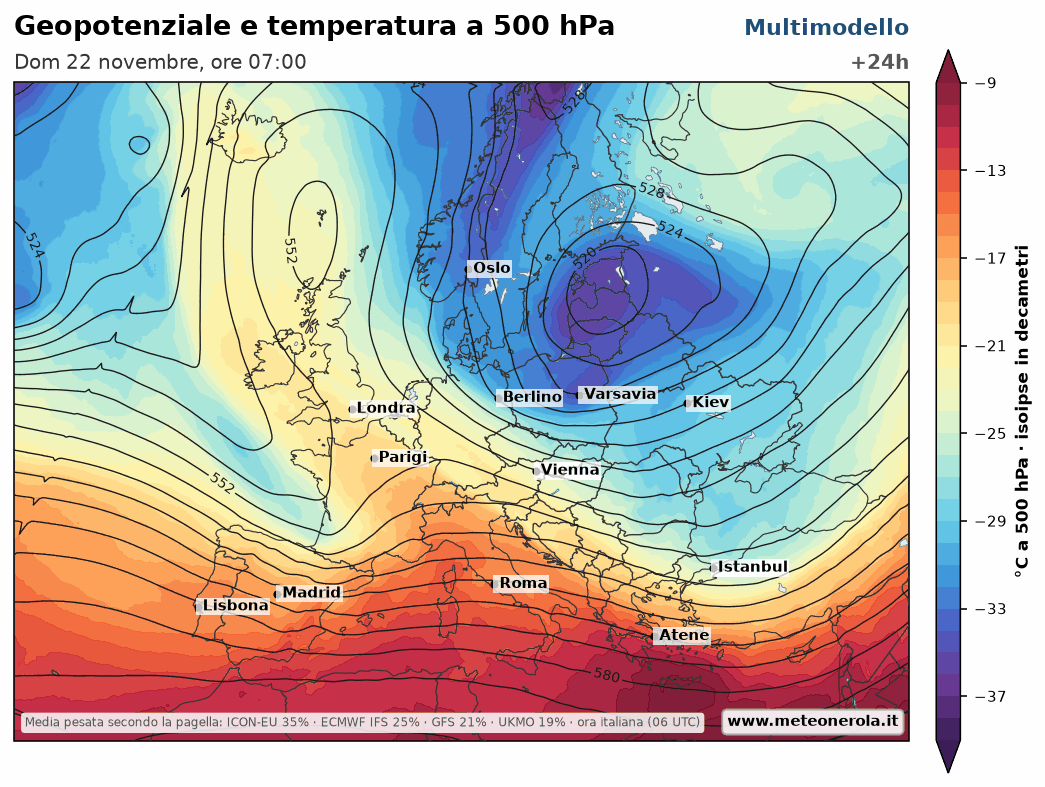 Geopotenziale e temperatura a 500 hPa
Multimodello
Dom 22 novembre, ore 07:00
+24h
−9
−13
−17
−21
−25
−29
−33
−37
°C a 500 hPa · isoipse in decametri
528
528
524
524
520
552
552
580
Oslo
Berlino
Varsavia
Kiev
Londra
Parigi
Vienna
Istanbul
Roma
Madrid
Lisbona
Atene
Media pesata secondo la pagella: ICON-EU 35% · ECMWF IFS 25% · GFS 21% · UKMO 19% · ora italiana (06 UTC)
www.meteonerola.it